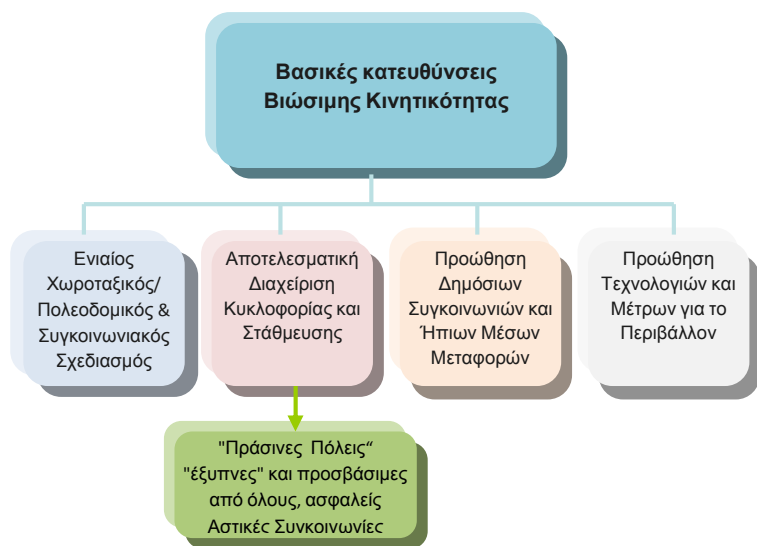 Βασικές κατευθύνσεις
Βιώσιμης Κινητικότητας
Ενιαίος
Χωροταξικός/
Πολεοδομικός &
Συγκοινωνιακός
Σχεδιασμός
Αποτελεσματική
Διαχείριση
Κυκλοφορίας και
Στάθμευσης
Προώθηση
Δημόσιων
Συγκοινωνιών και
Ήπιων Μέσων
Μεταφορών
Προώθηση
Τεχνολογιών και
Μέτρων για το
Περιβάλλον
"Πράσινες Πόλεις“
"έξυπνες" και προσβάσιμες
από όλους, ασφαλείς
Αστικές Συγκοινωνίες